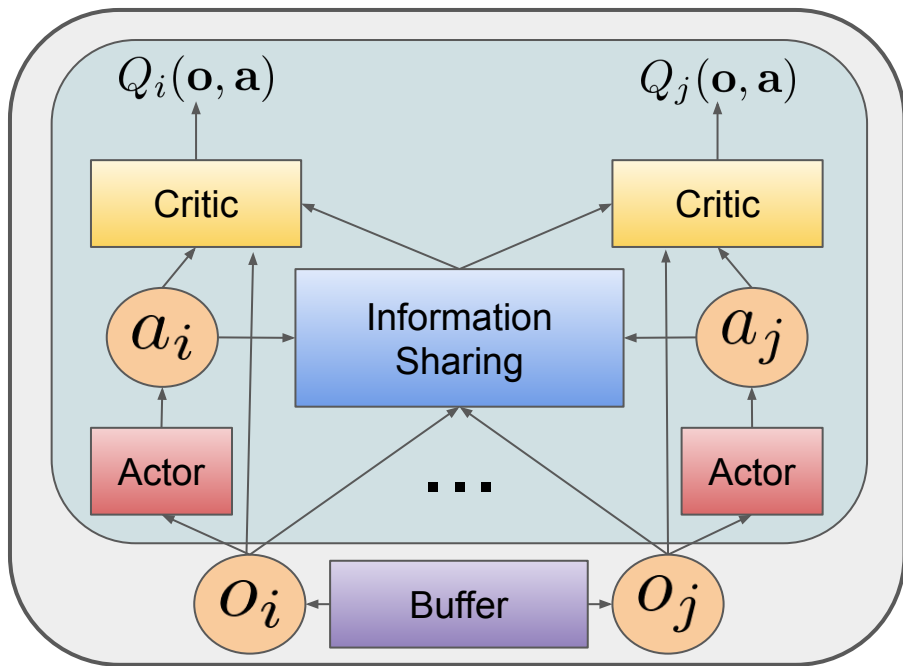 Q_i(o, a)
Q_j(o, a)
Critic
Critic
a_i
Information
Sharing
a_j
Actor
...
Actor
o_i
Buffer
o_j